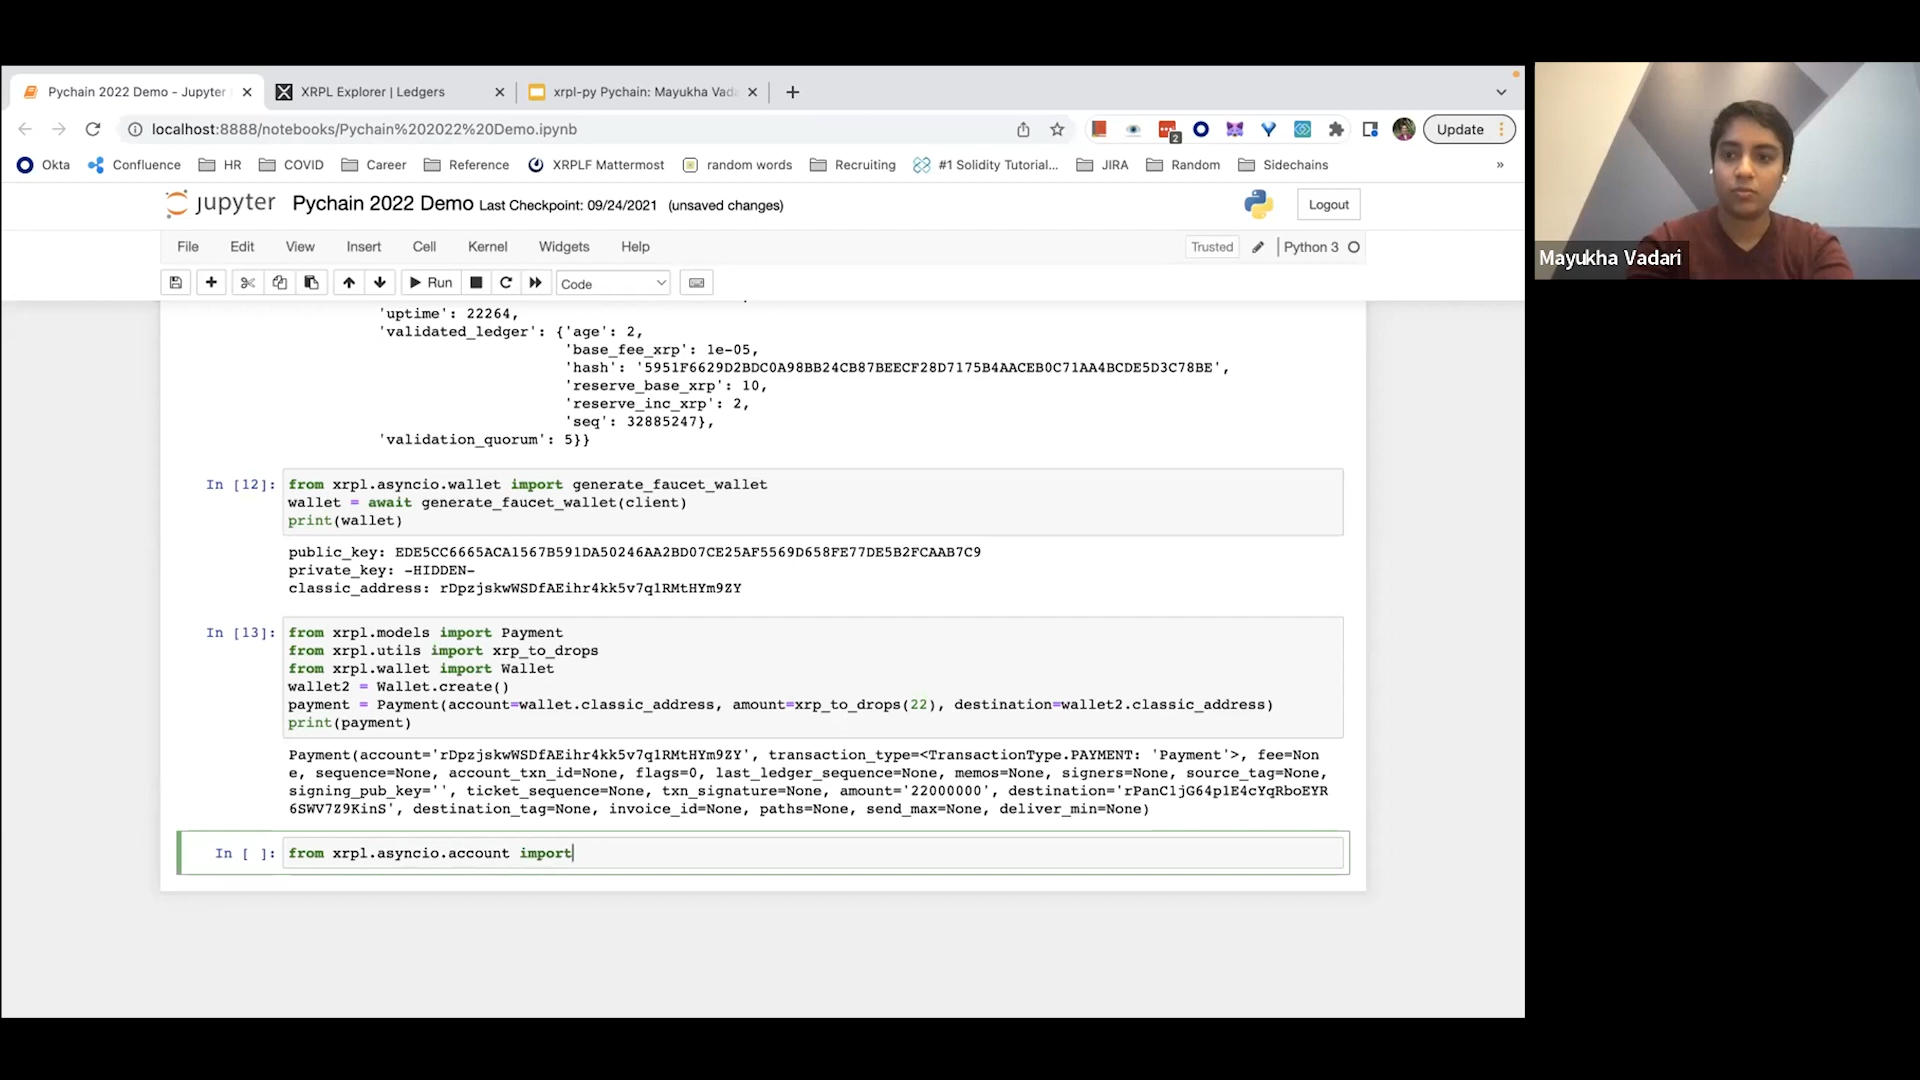 Pychain 2022 Demo - Jupyter
XRPL Explorer | Ledgers
xrpl-py Pychain: Mayukha Vada
localhost:8888/notebooks/Pychain%202022%20Demo.ipynb
2
Update
Okta
Confluence
HR
COVID
Career
Reference
XRPLF Mattermost
random words
Recruiting
#1 Solidity Tutorial...
JIRA
Random
Sidechains
»
jupyter
Pychain 2022 Demo Last Checkpoint: 09/24/2021 (unsaved changes)
Logout
File
Edit
View
Insert
Cell
Kernel
Widgets
Help
Trusted
Python 3
Run
Code
'uptime': 22264,
'validated_ledger': {'age': 2,
'base_fee_xrp': 1e-05,
'hash': '5951F6629D2BDC0A98BB24CB87BEECF28D7175B4AACEB0C71AA4BCDE5D3C78BE',
'reserve_base_xrp': 10,
'reserve_inc_xrp': 2,
'seq': 32885247},
'validation_quorum': 5}}
In [12]:
from xrpl.asyncio.wallet import generate_faucet_wallet
wallet = await generate_faucet_wallet(client)
print(wallet)
public_key: EDE5CC6665ACA1567B591DA50246AA2BD07CE25AF5569D658FE77DE5B2FCAAB7C9
private_key: -HIDDEN-
classic_address: rDpzjskwWSDfAEihr4kk5v7q1RMtHYm9ZY
In [13]:
from xrpl.models import Payment
from xrpl.utils import xrp_to_drops
from xrpl.wallet import Wallet
wallet2 = Wallet.create()
payment = Payment(account=wallet.classic_address, amount=xrp_to_drops(22), destination=wallet2.classic_address)
print(payment)
Payment(account='rDpzjskwWSDfAEihr4kk5v7q1RMtHYm9ZY', transaction_type=<TransactionType.PAYMENT: 'Payment'>, fee=Non
e, sequence=None, account_txn_id=None, flags=0, last_ledger_sequence=None, memos=None, signers=None, source_tag=None,
signing_pub_key='', ticket_sequence=None, txn_signature=None, amount='22000000', destination='rPanC1jG64p1E4cYqRboEYR
6SWV7Z9KinS', destination_tag=None, invoice_id=None, paths=None, send_max=None, deliver_min=None)
In [ ]:
from xrpl.asyncio.account import
Mayukha Vadari